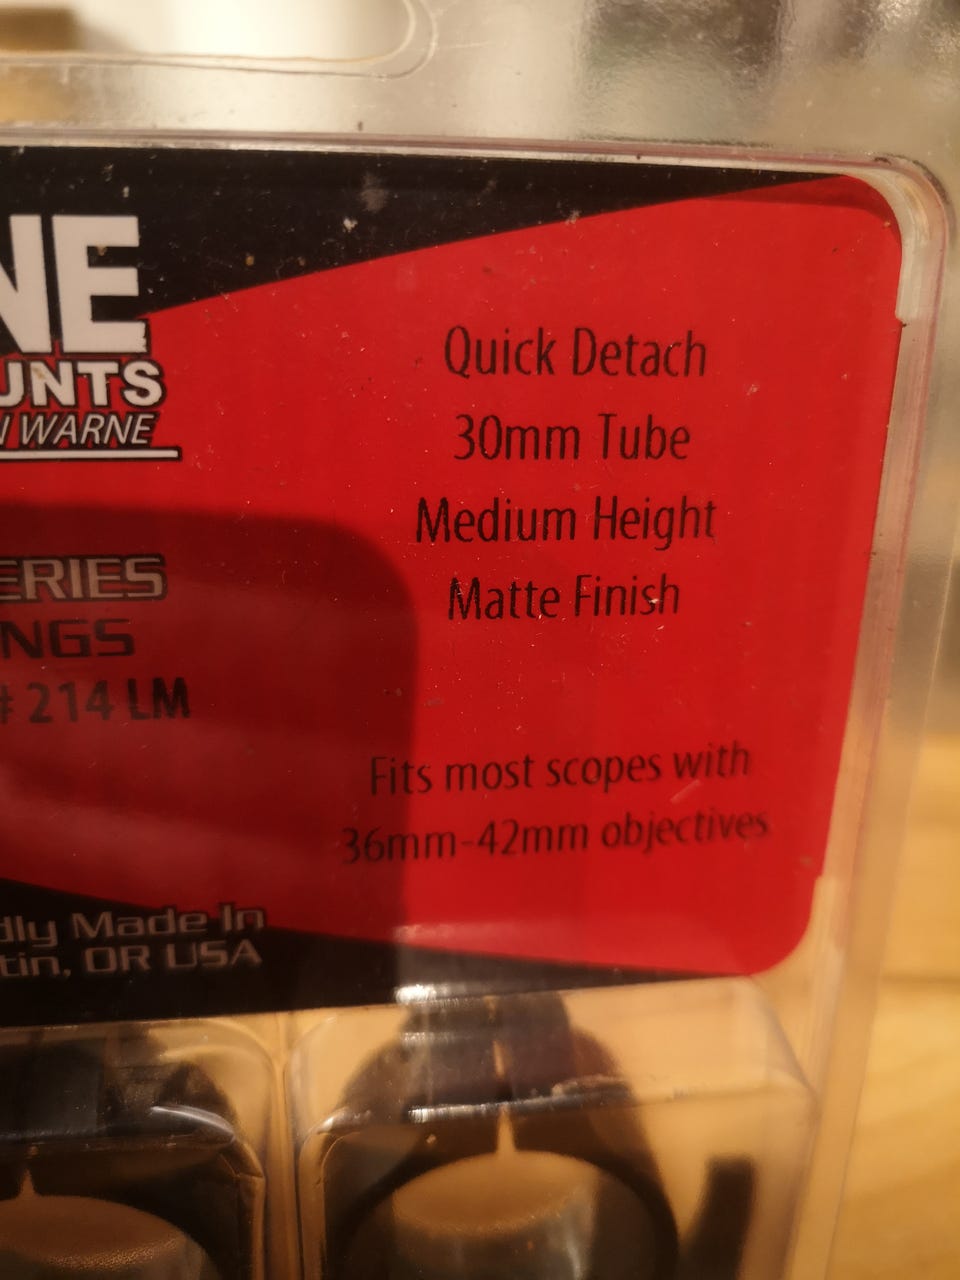 NE
UNTS
N WARNE
ERIES
NGS
# 214 LM
dly Made In
tin, OR USA
Quick Detach
30mm Tube
Medium Height
Matte Finish
Fits most scopes with
36mm-42mm objectives